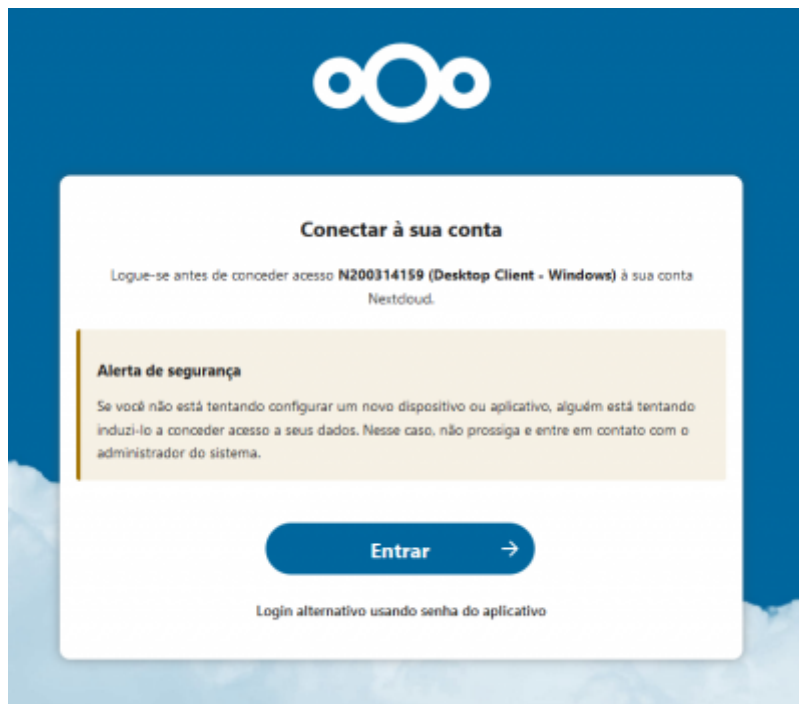 Conectar à sua conta
Logue-se antes de conceder acesso N200314159 (Desktop Client - Windows) à sua conta
Nextcloud.
Alerta de segurança
Se você não está tentando configurar um novo dispositivo ou aplicativo, alguém está tentando
induzi-lo a conceder acesso a seus dados. Nesse caso, não prossiga e entre em contato com o
administrador do sistema.
Entrar →
Login alternativo usando senha do aplicativo